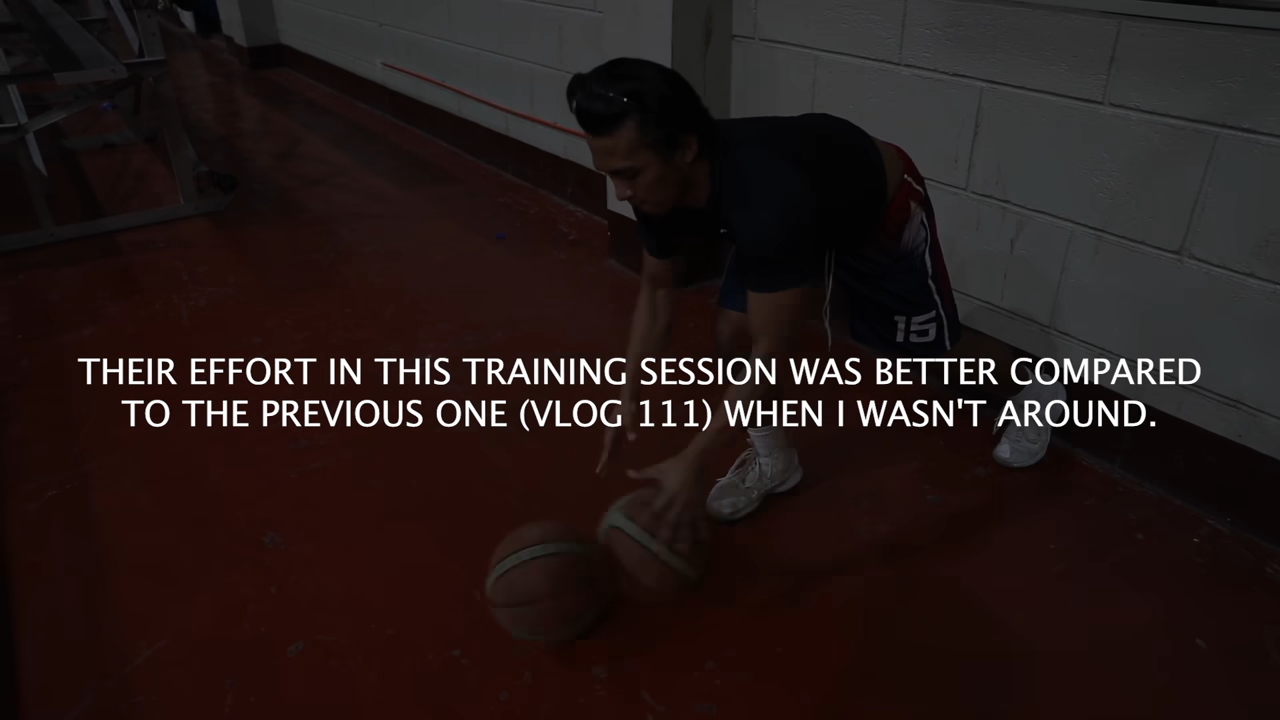 15
THEIR EFFORT IN THIS TRAINING SESSION WAS BETTER COMPARED
TO THE PREVIOUS ONE (VLOG 111) WHEN I WASN'T AROUND.